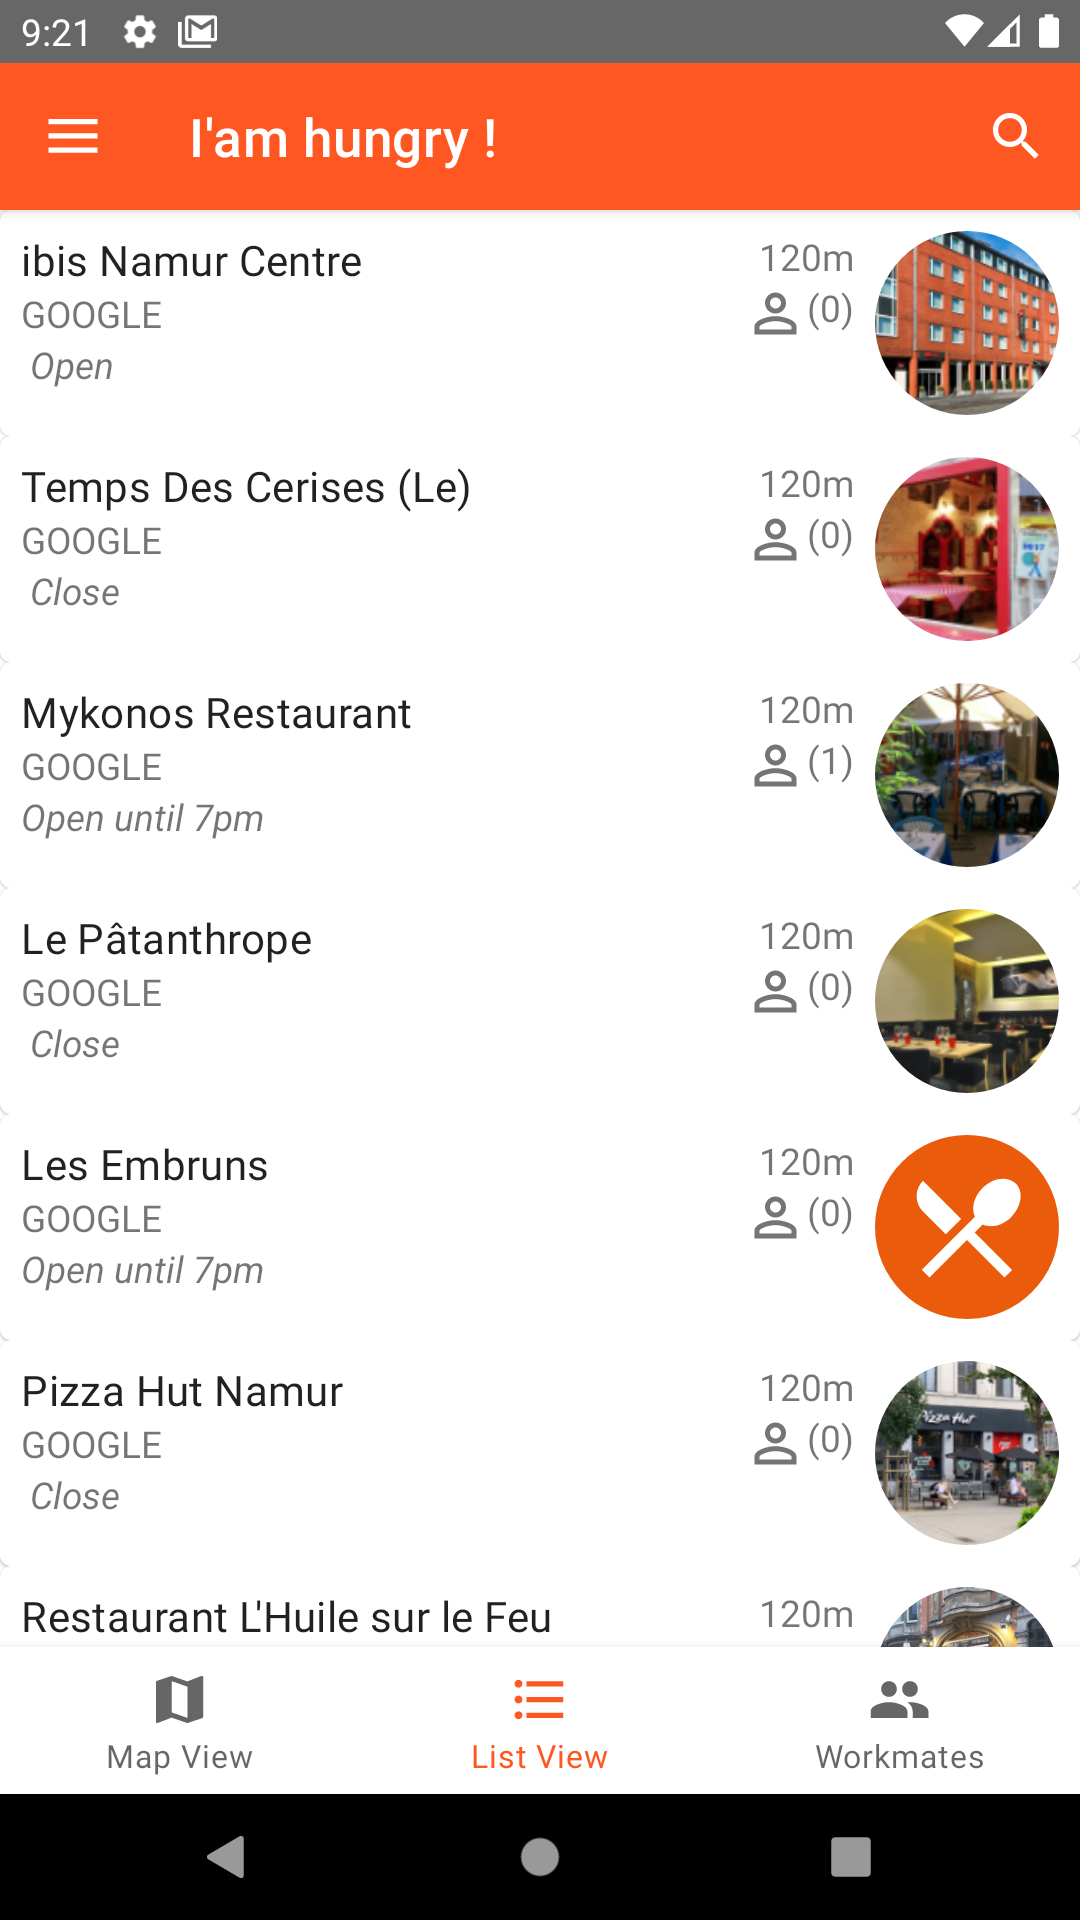 9:21
I'am hungry !
ibis Namur Centre
120m
GOOGLE
(0)
Open
Temps Des Cerises (Le)
120m
GOOGLE
(0)
Close
Mykonos Restaurant
120m
GOOGLE
(1)
Open until 7pm
Le Pâtanthrope
120m
GOOGLE
(0)
Close
Les Embruns
120m
GOOGLE
(0)
Open until 7pm
Pizza Hut Namur
120m
GOOGLE
(0)
Pizza Hut
Close
Restaurant L'Huile sur le Feu
120m
Map View
List View
Workmates